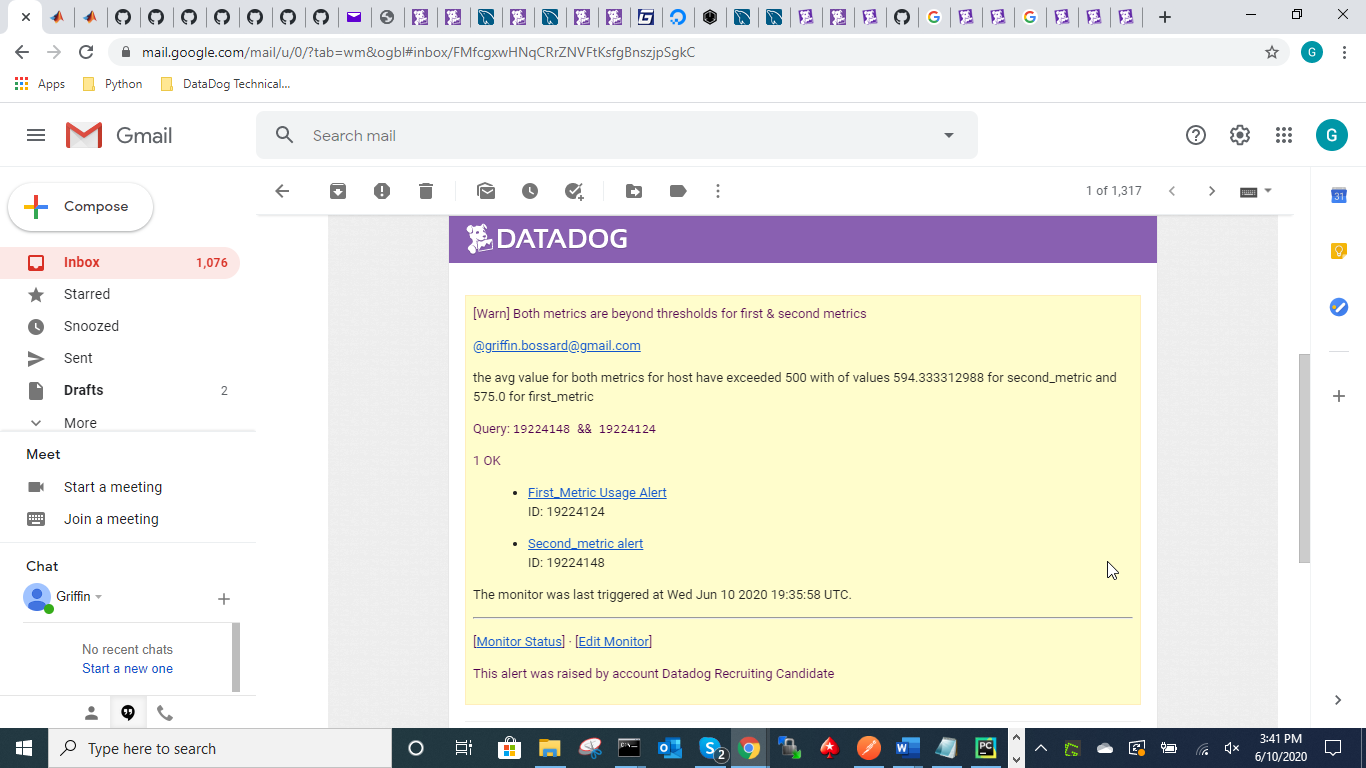 mail.google.com/mail/u/0/?tab=wm&ogbl#inbox/FMfcgxwHNqCRrZNVFtKsfgBnszjpSgkC
G
Apps
Python
DataDog Technical...
Gmail
Search mail
G
Compose
1 of 1,317
31
Inbox
1,076
Starred
Snoozed
Sent
Drafts
2
More
Meet
Start a meeting
Join a meeting
Chat
Griffin
No recent chats
Start a new one
DATADOG
[Warn] Both metrics are beyond thresholds for first & second metrics
@griffin.bossard@gmail.com
the avg value for both metrics for host have exceeded 500 with of values 594.333312988 for second_metric and
575.0 for first_metric
Query: 19224148 && 19224124
1 OK
• First_Metric Usage Alert
ID: 19224124
• Second_metric alert
ID: 19224148
The monitor was last triggered at Wed Jun 10 2020 19:35:58 UTC.
[Monitor Status] · [Edit Monitor]
This alert was raised by account Datadog Recruiting Candidate
Type here to search
2
3:41 PM
6/10/2020